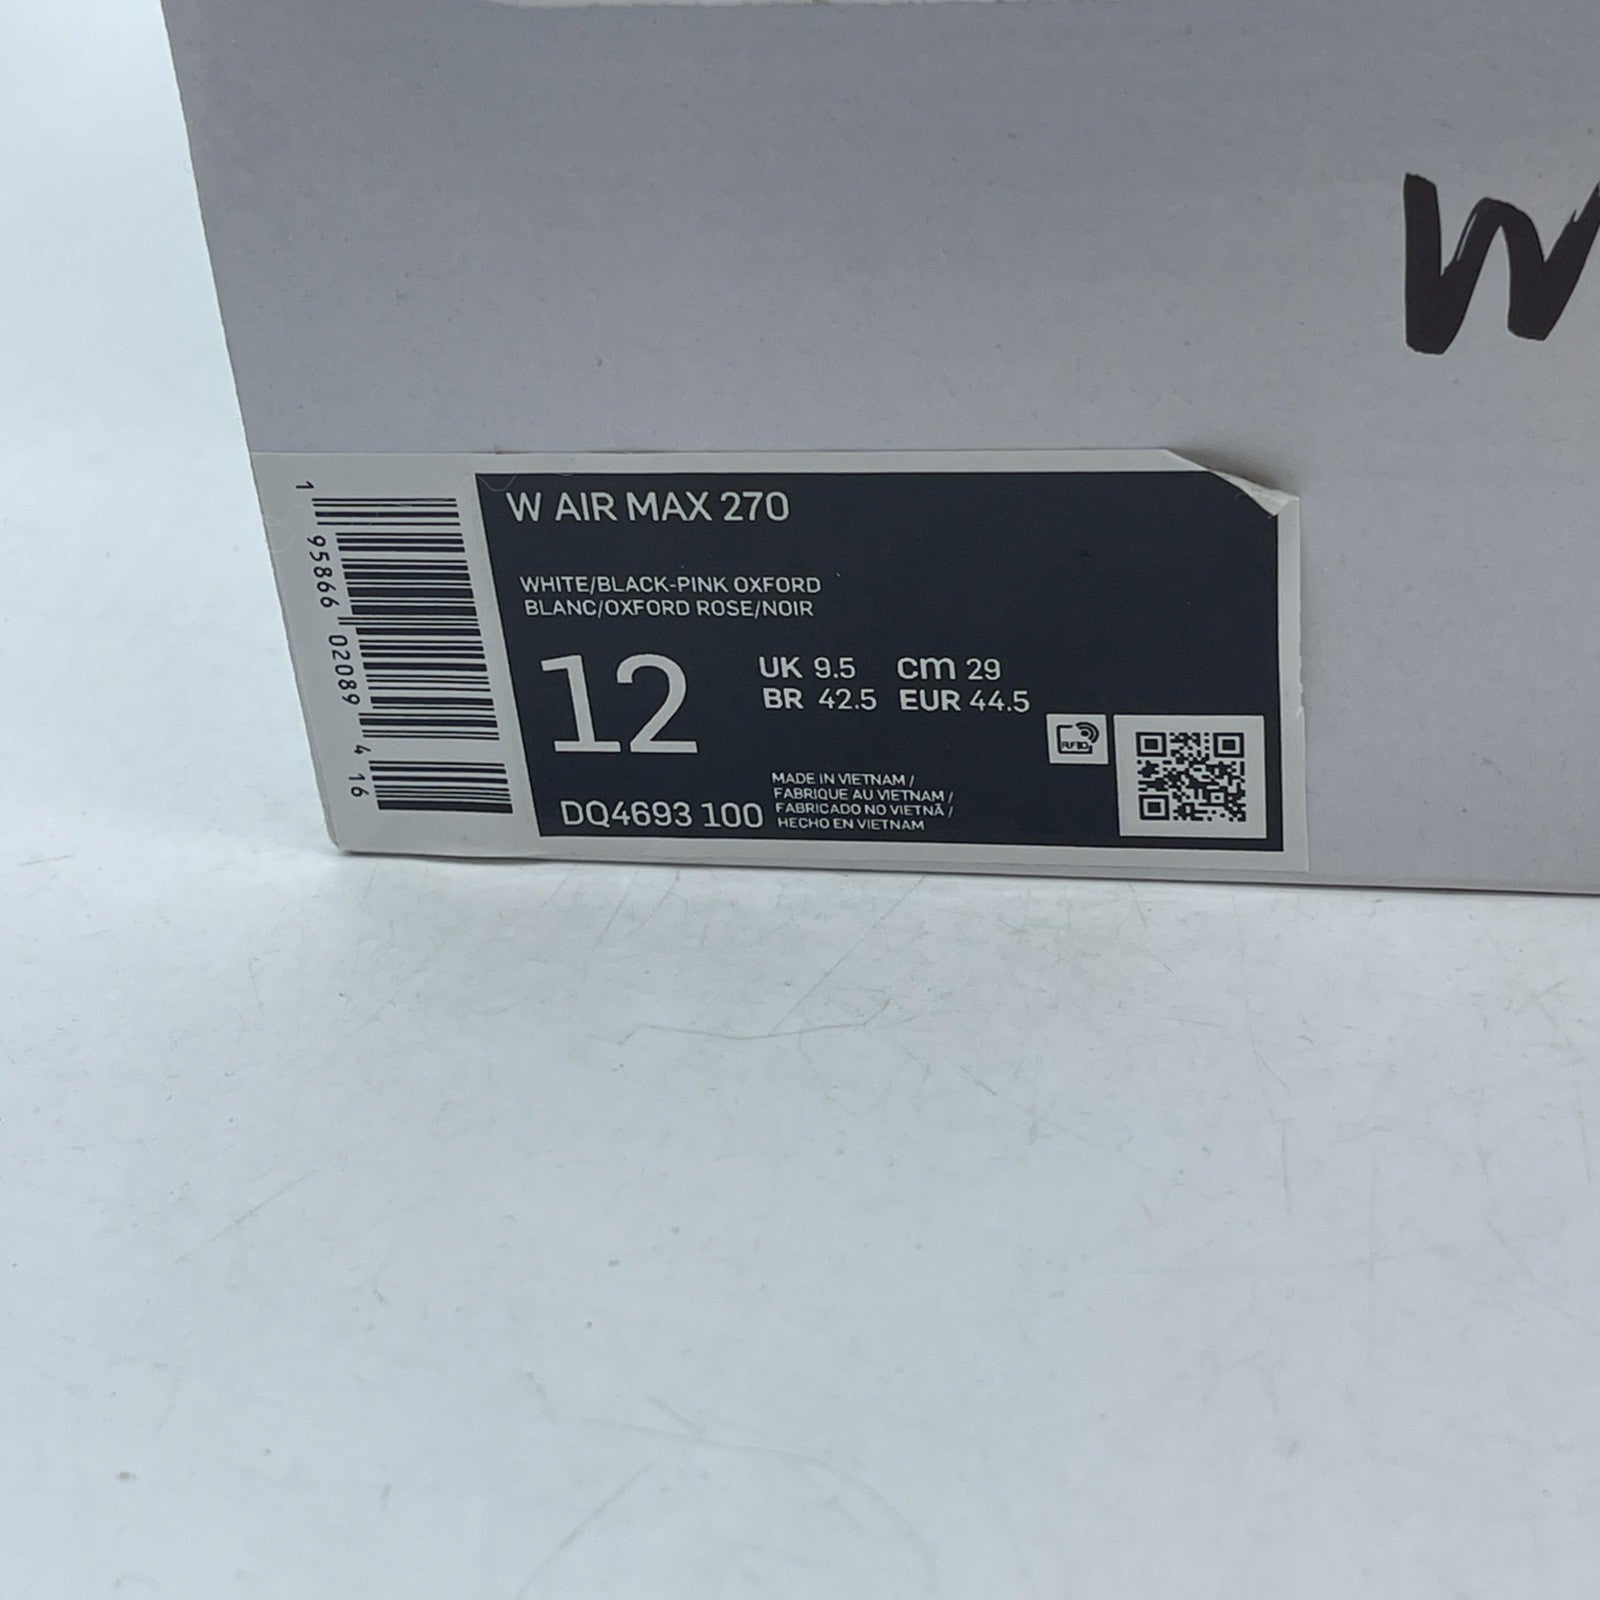 W
W AIR MAX 270
WHITE/BLACK-PINK OXFORD
BLANC/OXFORD ROSE/NOIR
12
UK 9.5 cm 29
BR 42.5 EUR 44.5
RFID
MADE IN VIETNAM /
FABRIQUE AU VIETNAM /
FABRICADO NO VIETNÃ /
HECHO EN VIETNAM
DQ4693 100
1 95866 02089 4 16